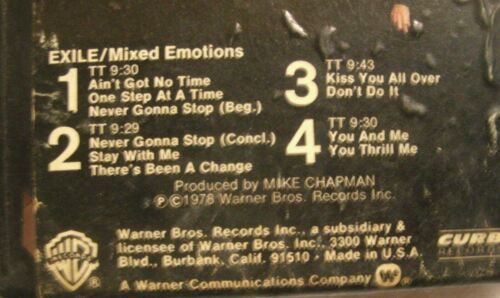 EXILE/Mixed Emotions
1 TT 9:30
Ain't Got No Time
One Step At A Time
Never Gonna Stop (Beg.)
2 TT 9:29
Never Gonna Stop (Concl.)
Stay With Me
There's Been A Change
3 TT 9:43
Kiss You All Over
Don't Do It
4 TT 9:30
You And Me
You Thrill Me
Produced by MIKE CHAPMAN
Ⓟ©1978 Warner Bros. Records Inc.
Warner Bros. Records Inc., a subsidiary &
licensee of Warner Bros. Inc., 3300 Warner
Blvd., Burbank, Calif. 91510 • Made in U.S.A.
A Warner Communications Company
WB
RECORDS
CURB
RECORDS